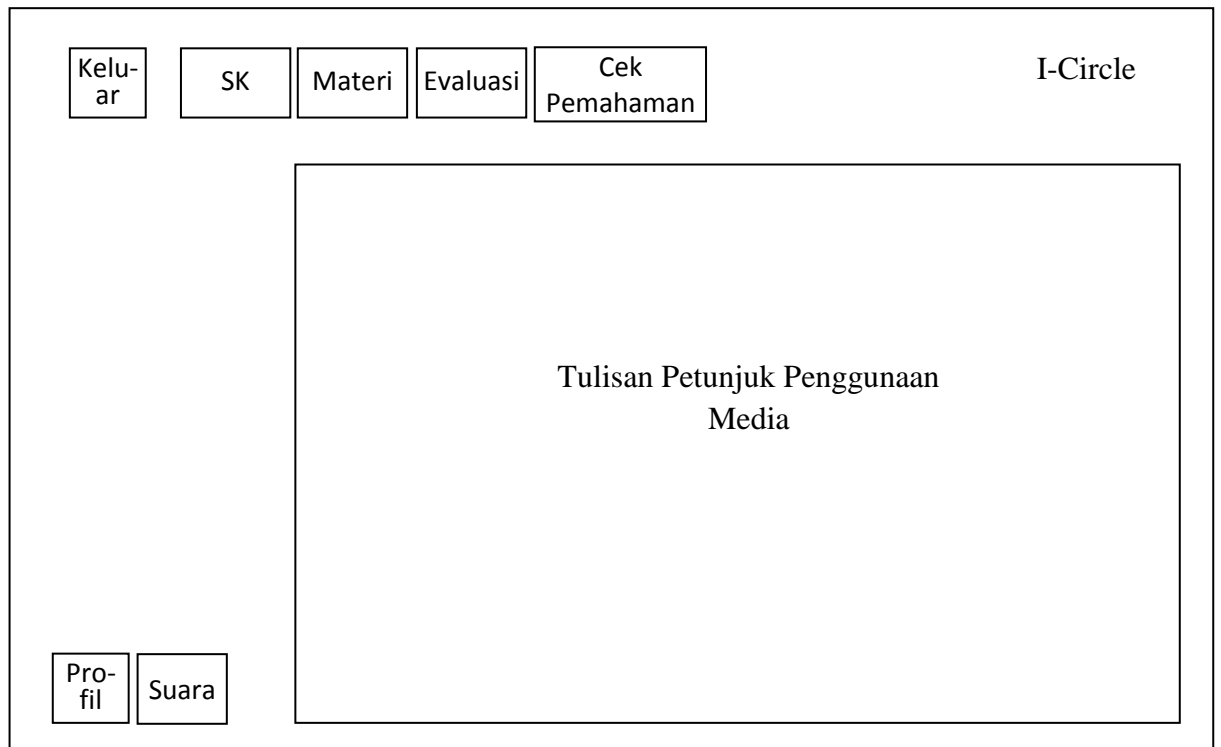 Kelu-
ar
SK
Materi
Evaluasi
Cek
Pemahaman
I-Circle
Tulisan Petunjuk Penggunaan
Media
Pro-
fil
Suara